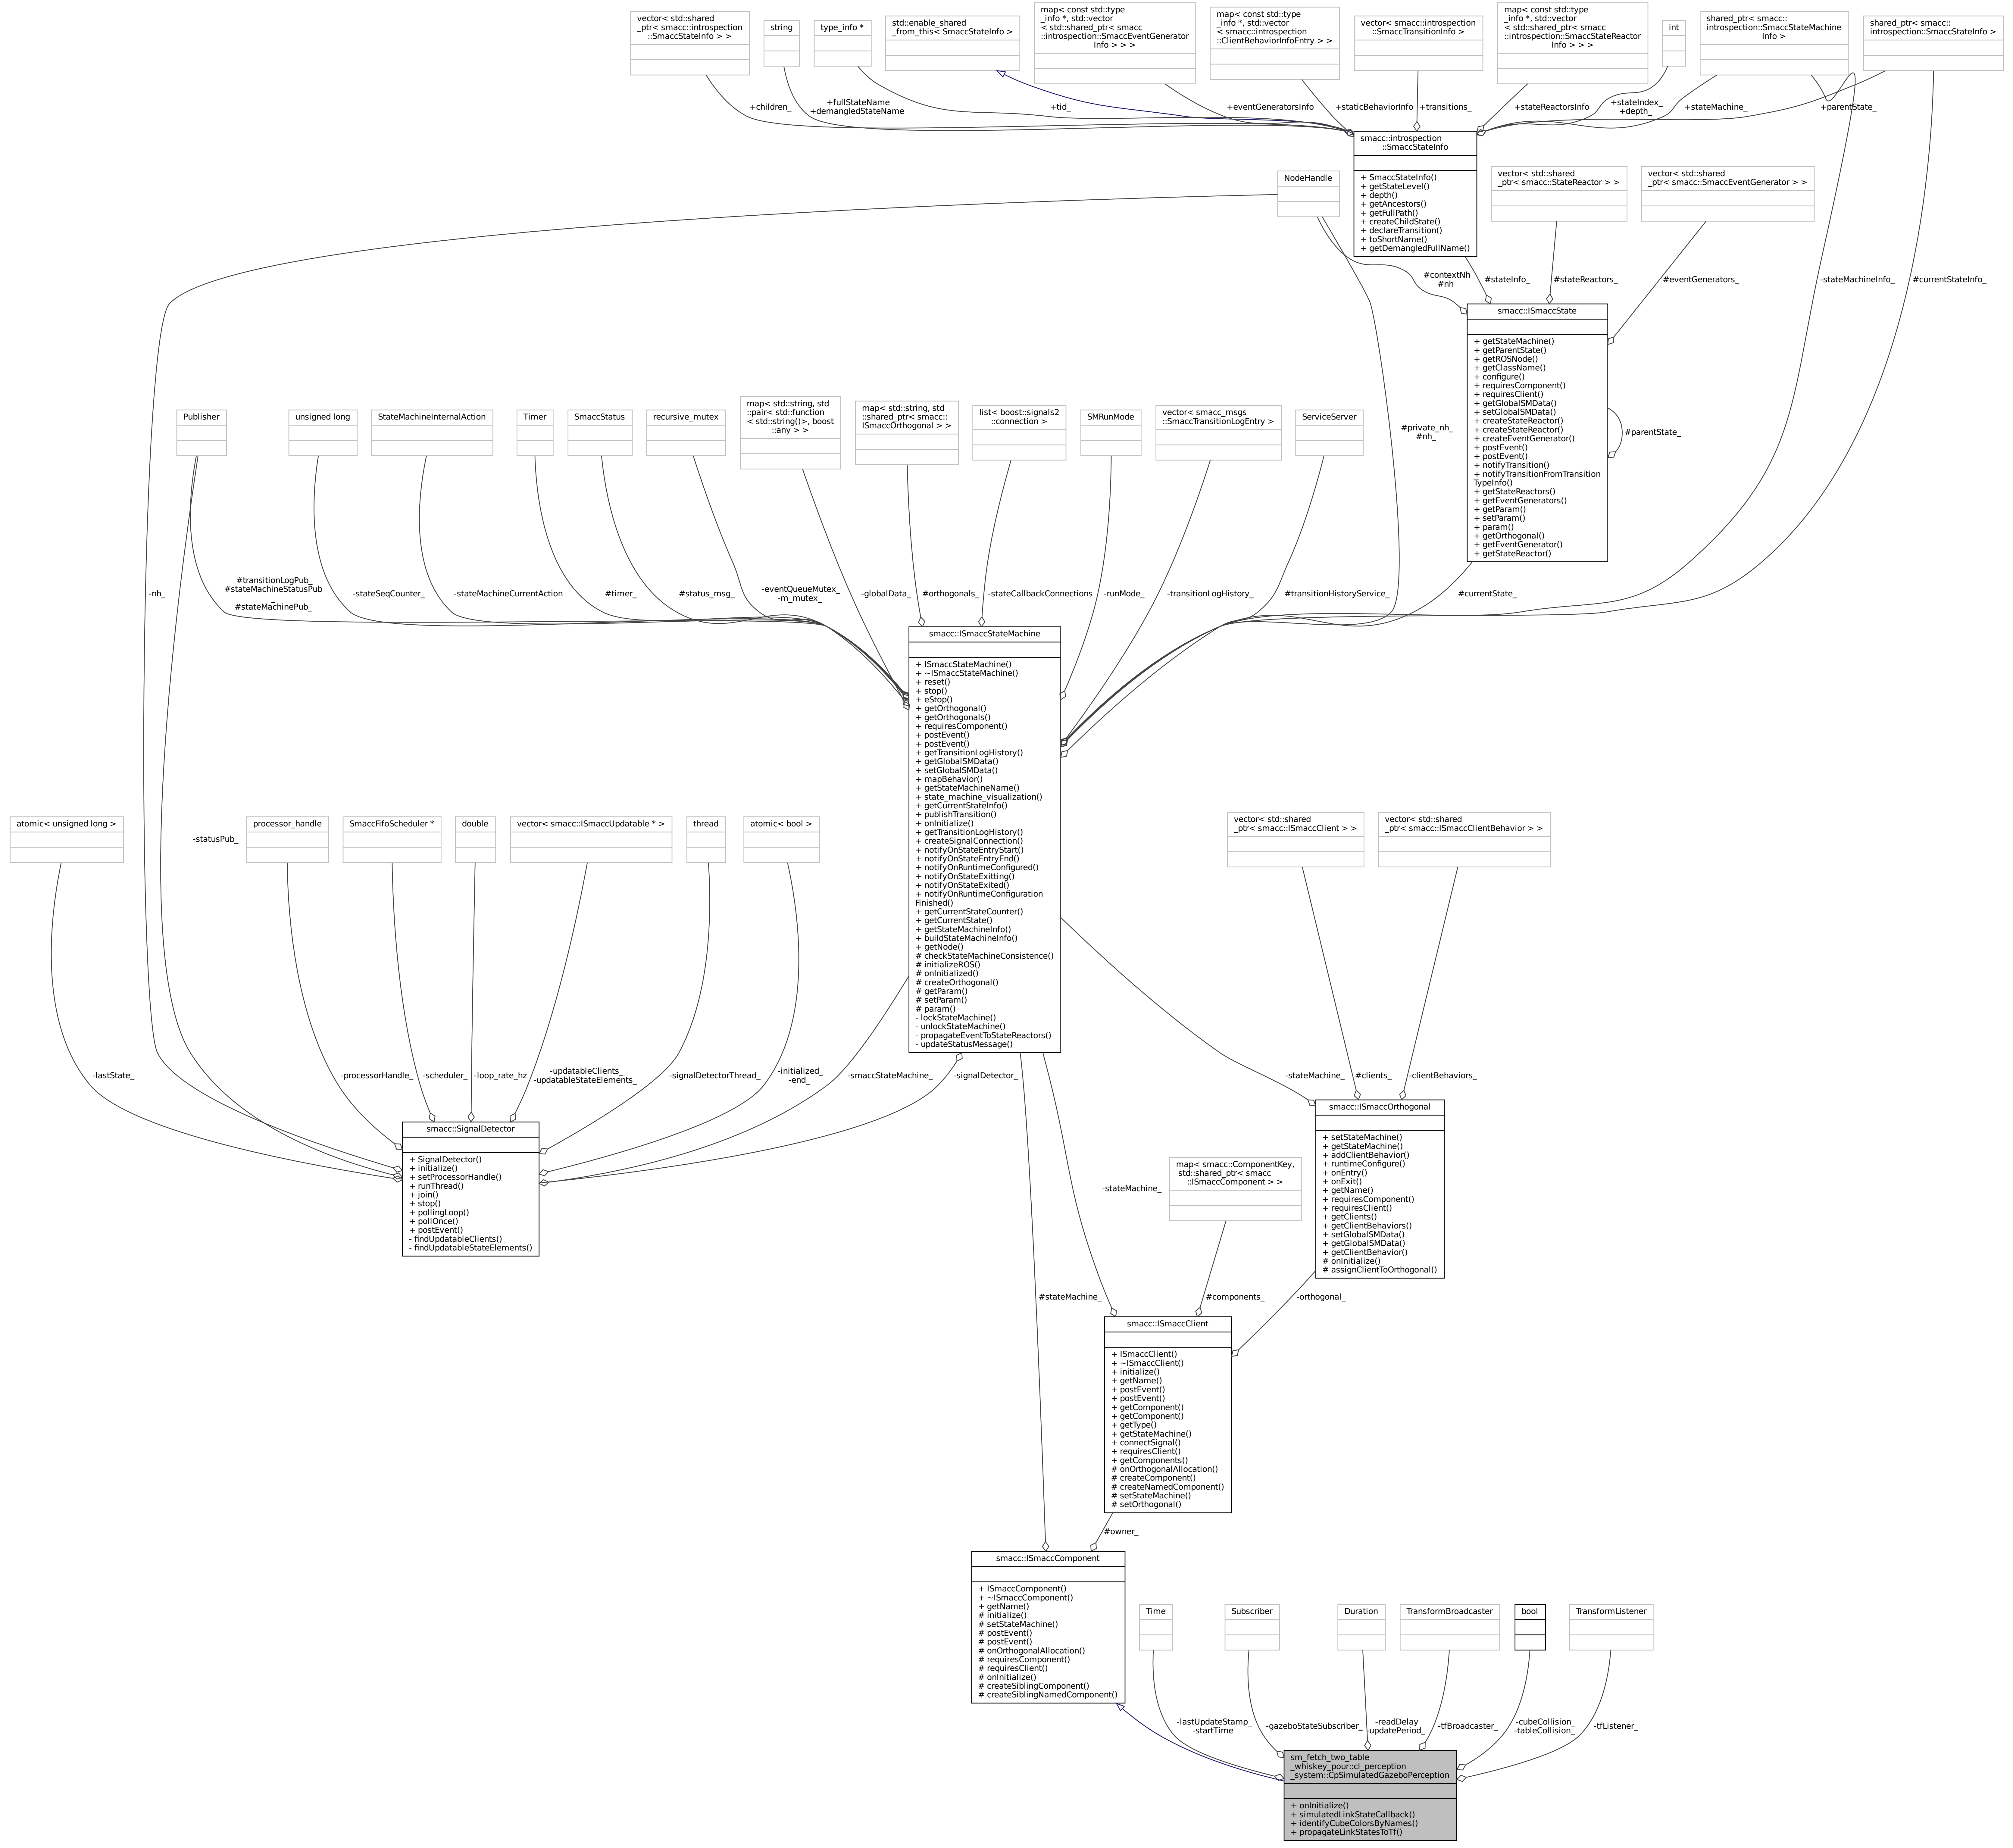 vector< std::shared
_ptr< smacc::introspection
::SmaccStateInfo > >
string
type_info *
std::enable_shared
_from_this< SmaccStateInfo >
map< const std::type
_info *, std::vector
< std::shared_ptr< smacc
::introspection::SmaccEventGenerator
Info > > >
map< const std::type
_info *, std::vector
< smacc::introspection
::ClientBehaviorInfoEntry > >
vector< smacc::introspection
::SmaccTransitionInfo >
map< const std::type
_info *, std::vector
< std::shared_ptr< smacc
::introspection::SmaccStateReactor
Info > > >
int
shared_ptr< smacc::
introspection::SmaccStateMachine
Info >
shared_ptr< smacc::
introspection::SmaccStateInfo >
+children_
+fullStateName
+demangledStateName
+tid_
+eventGeneratorsInfo
+staticBehaviorInfo
+transitions_
+stateReactorsInfo
+stateIndex_
+depth_
+stateMachine_
+parentState_
smacc::introspection
::SmaccStateInfo
+ SmaccStateInfo()
+ getStateLevel()
+ depth()
+ getAncestors()
+ getFullPath()
+ createChildState()
+ declareTransition()
+ toShortName()
+ getDemangledFullName()
NodeHandle
vector< std::shared
_ptr< smacc::StateReactor > >
vector< std::shared
_ptr< smacc::SmaccEventGenerator > >
#contextNh
#nh
#stateInfo_
#stateReactors_
#eventGenerators_
-stateMachineInfo_
#currentStateInfo_
smacc::ISmaccState
+ getStateMachine()
+ getParentState()
+ getROSNode()
+ getClassName()
+ configure()
+ requiresComponent()
+ requiresClient()
+ getGlobalSMData()
+ setGlobalSMData()
+ createStateReactor()
+ createStateReactor()
+ createEventGenerator()
+ postEvent()
+ postEvent()
+ notifyTransition()
+ notifyTransitionFromTransition
TypeInfo()
+ getStateReactors()
+ getEventGenerators()
+ getParam()
+ setParam()
+ param()
+ getOrthogonal()
+ getEventGenerator()
+ getStateReactor()
#parentState_
Publisher
unsigned long
StateMachineInternalAction
Timer
SmaccStatus
recursive_mutex
map< std::string, std
::pair< std::function
< std::string()>, boost
::any > >
map< std::string, std
::shared_ptr< smacc::
ISmaccOrthogonal > >
list< boost::signals2
::connection >
SMRunMode
vector< smacc_msgs
::SmaccTransitionLogEntry >
ServiceServer
#private_nh_
#nh_
-nh_
#transitionLogPub_
#stateMachineStatusPub
_
#stateMachinePub_
-stateSeqCounter_
-stateMachineCurrentAction
#timer_
#status_msg_
-eventQueueMutex_
-m_mutex_
-globalData_
#orthogonals_
-stateCallbackConnections
-runMode_
-transitionLogHistory_
#transitionHistoryService_
#currentState_
smacc::ISmaccStateMachine
+ ISmaccStateMachine()
+ ~ISmaccStateMachine()
+ reset()
+ stop()
+ eStop()
+ getOrthogonal()
+ getOrthogonals()
+ requiresComponent()
+ postEvent()
+ postEvent()
+ getTransitionLogHistory()
+ getGlobalSMData()
+ setGlobalSMData()
+ mapBehavior()
+ getStateMachineName()
+ state_machine_visualization()
+ getCurrentStateInfo()
+ publishTransition()
+ onInitialize()
+ getTransitionLogHistory()
+ createSignalConnection()
+ notifyOnStateEntryStart()
+ notifyOnStateEntryEnd()
+ notifyOnRuntimeConfigured()
+ notifyOnStateExitting()
+ notifyOnStateExited()
+ notifyOnRuntimeConfiguration
Finished()
+ getCurrentStateCounter()
+ getCurrentState()
+ getStateMachineInfo()
+ buildStateMachineInfo()
+ getNode()
# checkStateMachineConsistence()
# initializeROS()
# onInitialized()
# createOrthogonal()
# getParam()
# setParam()
# param()
- lockStateMachine()
- unlockStateMachine()
- propagateEventToStateReactors()
- updateStatusMessage()
atomic< unsigned long >
-statusPub_
processor_handle
SmaccFifoScheduler *
double
vector< smacc::ISmaccUpdatable * >
thread
atomic< bool >
vector< std::shared
_ptr< smacc::ISmaccClient > >
vector< std::shared
_ptr< smacc::ISmaccClientBehavior > >
-lastState_
-processorHandle_
-scheduler_
-loop_rate_hz
-updatableClients_
-updatableStateElements_
-signalDetectorThread_
-initialized_
-end_
-smaccStateMachine_
-signalDetector_
-stateMachine_
#clients_
-clientBehaviors_
smacc::SignalDetector
+ SignalDetector()
+ initialize()
+ setProcessorHandle()
+ runThread()
+ join()
+ stop()
+ pollingLoop()
+ pollOnce()
+ postEvent()
- findUpdatableClients()
- findUpdatableStateElements()
smacc::ISmaccOrthogonal
+ setStateMachine()
+ getStateMachine()
+ addClientBehavior()
+ runtimeConfigure()
+ onEntry()
+ onExit()
+ getName()
+ requiresComponent()
+ requiresClient()
+ getClients()
+ getClientBehaviors()
+ setGlobalSMData()
+ getGlobalSMData()
+ getClientBehavior()
# onInitialize()
# assignClientToOrthogonal()
map< smacc::ComponentKey,
std::shared_ptr< smacc
::ISmaccComponent > >
-stateMachine_
#stateMachine_
#components_
-orthogonal_
smacc::ISmaccClient
+ ISmaccClient()
+ ~ISmaccClient()
+ initialize()
+ getName()
+ postEvent()
+ postEvent()
+ getComponent()
+ getComponent()
+ getType()
+ getStateMachine()
+ connectSignal()
+ requiresClient()
+ getComponents()
# onOrthogonalAllocation()
# createComponent()
# createNamedComponent()
# setStateMachine()
# setOrthogonal()
#owner_
smacc::ISmaccComponent
+ ISmaccComponent()
+ ~ISmaccComponent()
+ getName()
# initialize()
# setStateMachine()
# postEvent()
# postEvent()
# onOrthogonalAllocation()
# requiresComponent()
# requiresClient()
# onInitialize()
# createSiblingComponent()
# createSiblingNamedComponent()
Time
Subscriber
Duration
TransformBroadcaster
bool
TransformListener
-lastUpdateStamp_
-startTime
-gazeboStateSubscriber_
-readDelay
-updatePeriod_
-tfBroadcaster_
-cubeCollision_
-tableCollision_
-tfListener_
sm_fetch_two_table
_whiskey_pour::cl_perception
_system::CpSimulatedGazeboPerception
+ onInitialize()
+ simulatedLinkStateCallback()
+ identifyCubeColorsByNames()
+ propagateLinkStatesToTf()